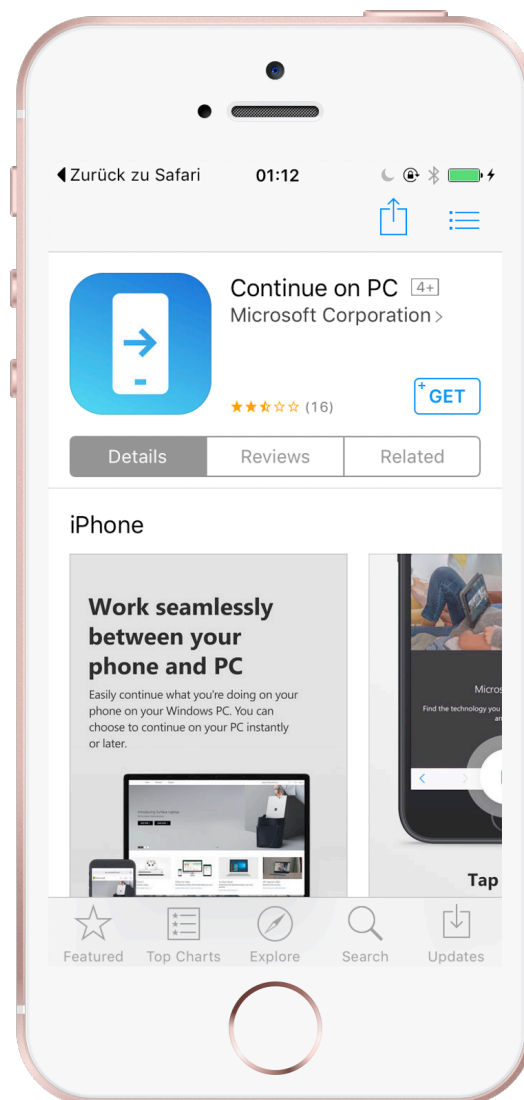 Zurück zu Safari 01:12
Continue on PC 4+
Microsoft Corporation >
(16)
+ GET
Details Reviews Related
iPhone
Work seamlessly
between your
phone and PC
Easily continue what you're doing on your
phone on your Windows PC. You can
choose to continue on your PC instantly
or later.
Micros
Find the technology you
an
Tap
Featured Top Charts Explore Search Updates